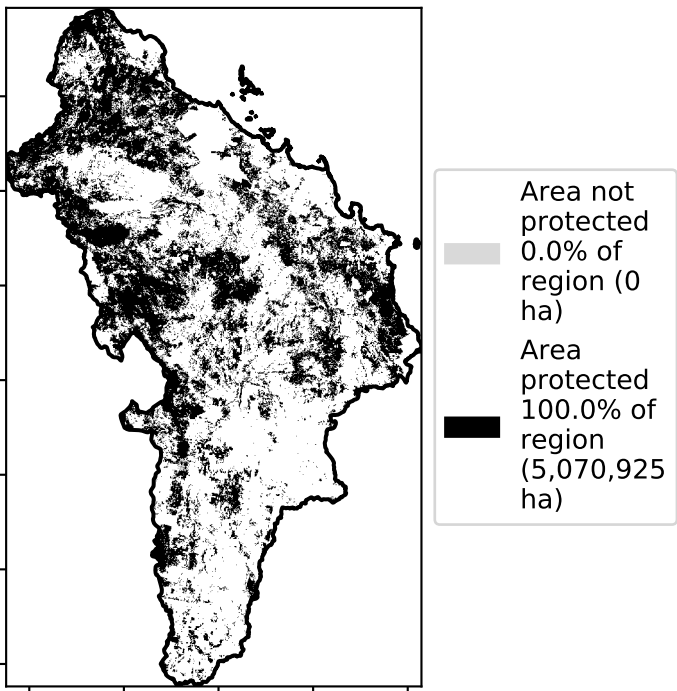 Area not
protected
0.0% of
region (0
ha)
Area
protected
100.0% of
region
(5,070,925
ha)